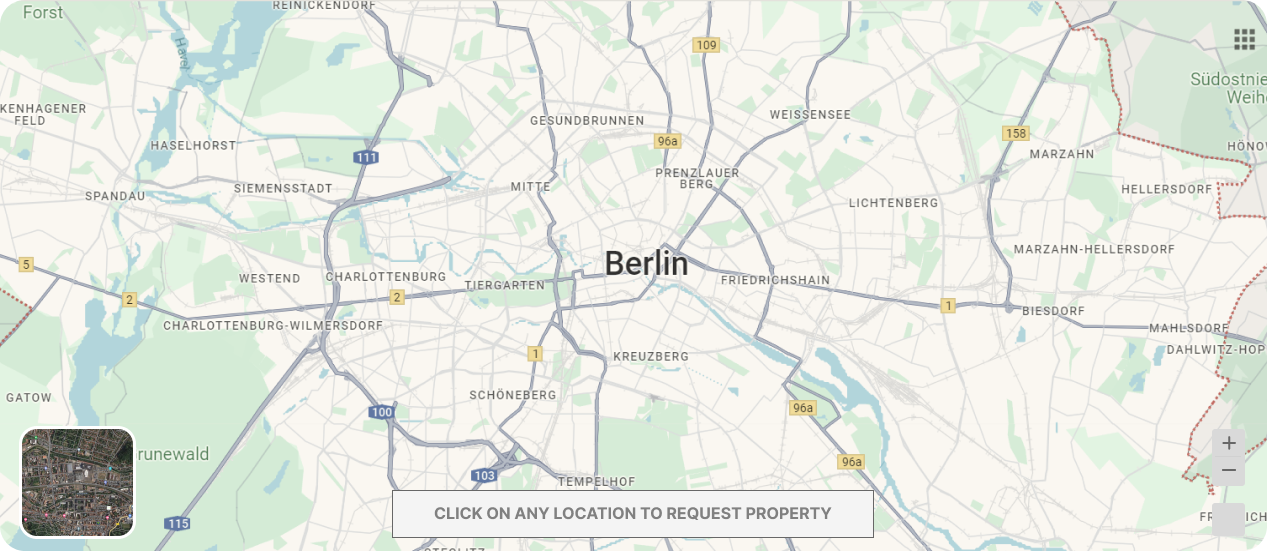 REINICKENDORF
Forst
109
Havel
Südostnie
Weihe
KENHAGENER
FELD
GESUNDBRUNNEN
WEISSENSEE
158
HASELHORST
111
96a
MARZAHN
HÖNOW
PRENZLAUER
BERG
SPANDAU
SIEMENSSTADT
MITTE
HELLERSDORF
LICHTENBERG
MARZAHN-HELLERSDORF
5
Berlin
WESTEND
CHARLOTTENBURG
TIERGARTEN
FRIEDRICHSHAIN
2
2
1
BIESDORF
CHARLOTTENBURG-WILMERSDORF
MAHLSDORF
1
KREUZBERG
DAHLWITZ-HOP
GATOW
SCHÖNEBERG
100
96a
+
runewald
96a
−
103
TEMPELHOF
CLICK ON ANY LOCATION TO REQUEST PROPERTY
115
FR
ICH